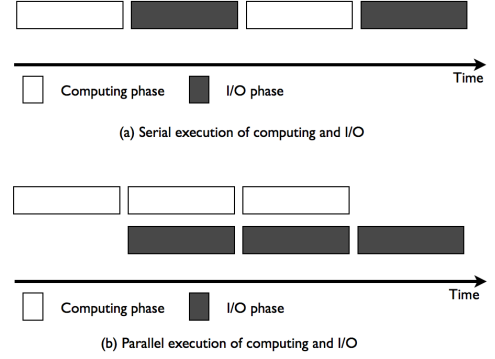 Time
Computing phase
I/O phase
(a) Serial execution of computing and I/O
Time
Computing phase
I/O phase
(b) Parallel execution of computing and I/O